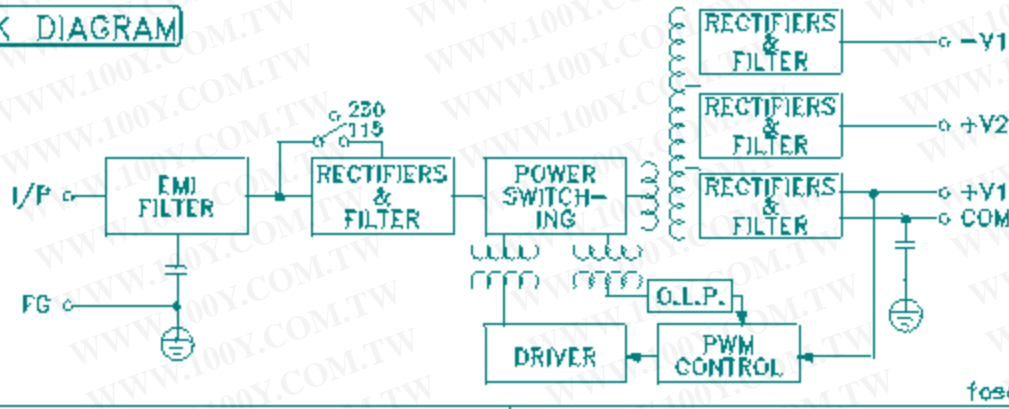 K DIAGRAM
RECTIFIERS
&
FILTER
-V1
RECTIFIERS
&
FILTER
+V2
230
115
I/P
EMI
FILTER
RECTIFIERS
&
FILTER
POWER
SWITCH-
ING
RECTIFIERS
&
FILTER
+V1
COM
O.L.P.
FG
DRIVER
PWM
CONTROL
fos
WWW.100Y.COM.TW